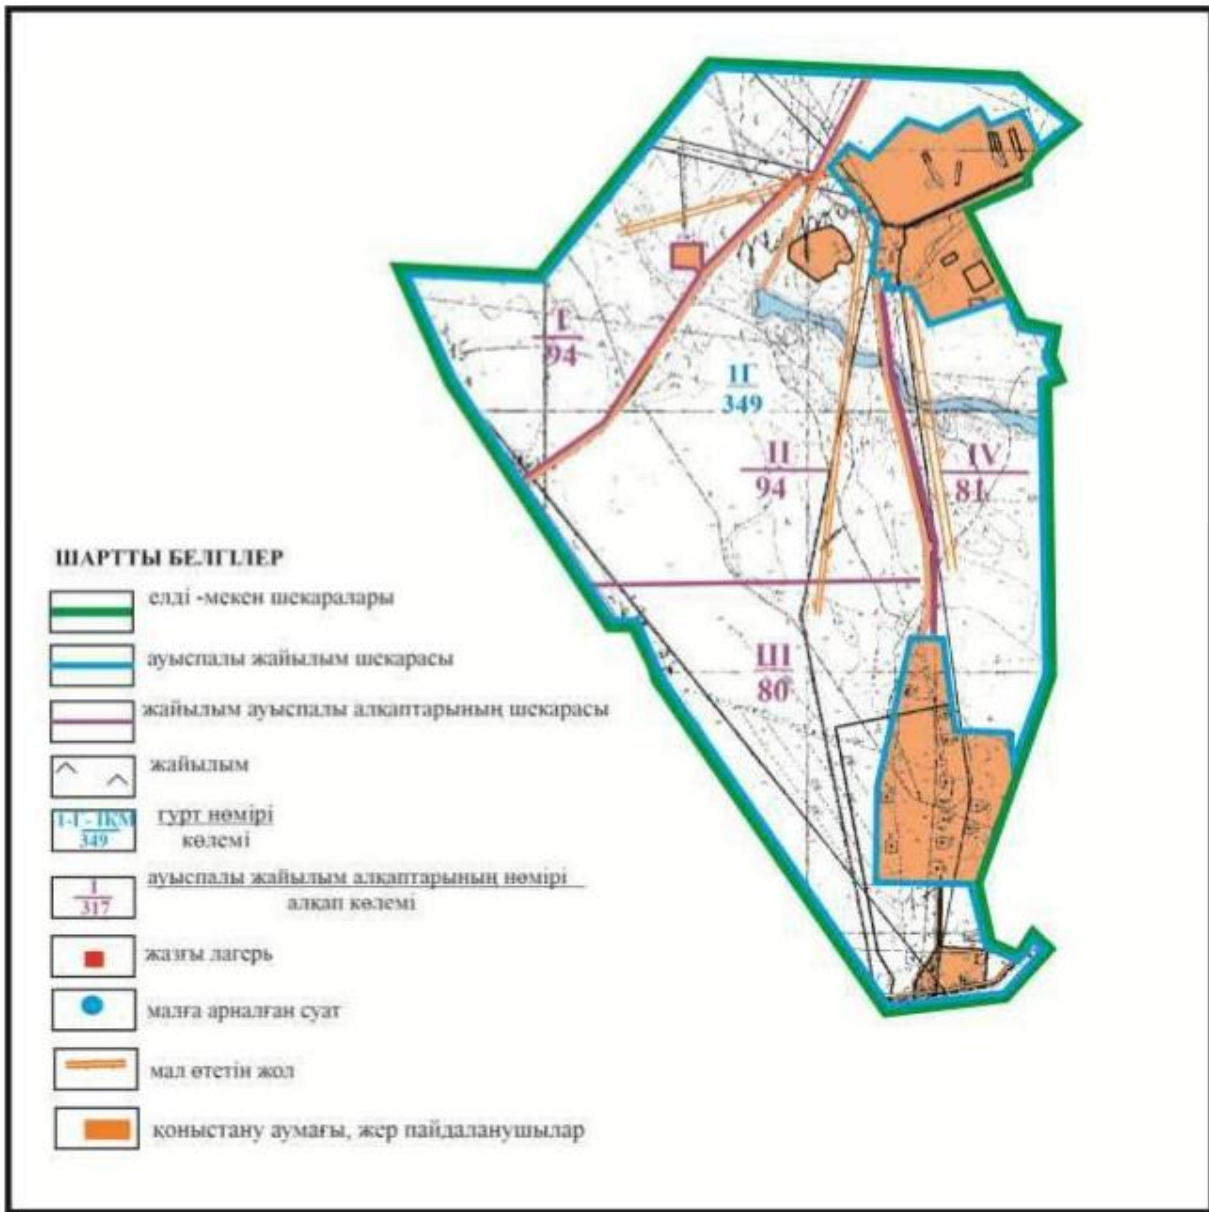 I
94
1Г
349
II
94
IV
81
III
80
ШАРТТЫ БЕЛГІЛЕР
елді -мекен шекаралары
ауыспалы жайылым шекарасы
жайылым ауыспалы алқаптарының шекарасы
жайылым
1-Г - ІҚМ
349
гурт нөмірі
көлемі
I
317
ауыспалы жайылым алқаптарының нөмірі
алқап көлемі
жазғы лагерь
малға арналған суат
мал өтетін жол
қоныстану аумағы, жер пайдаланушылар